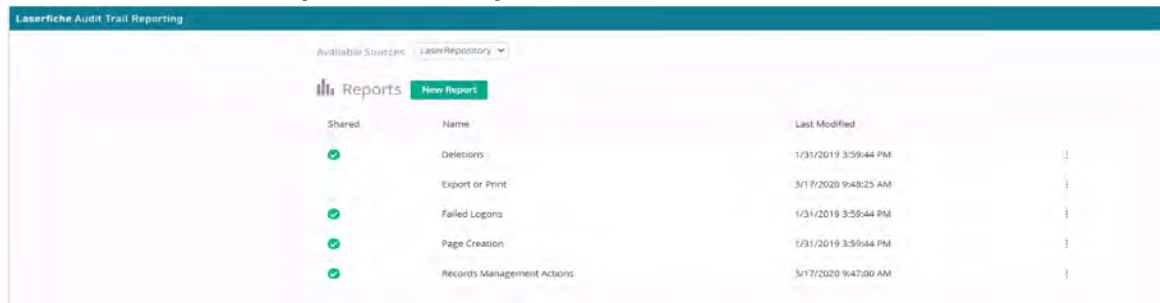 Laserfiche Audit Trail Reporting
Available Sources: LaserRepository
Reports New Report
Shared Name Last Modified
Deletions 1/31/2019 3:59:44 PM
Export or Print 3/17/2020 9:48:25 AM
Failed Logons 1/31/2019 3:59:44 PM
Page Creation 1/31/2019 3:59:44 PM
Records Management Actions 3/17/2020 9:47:00 AM